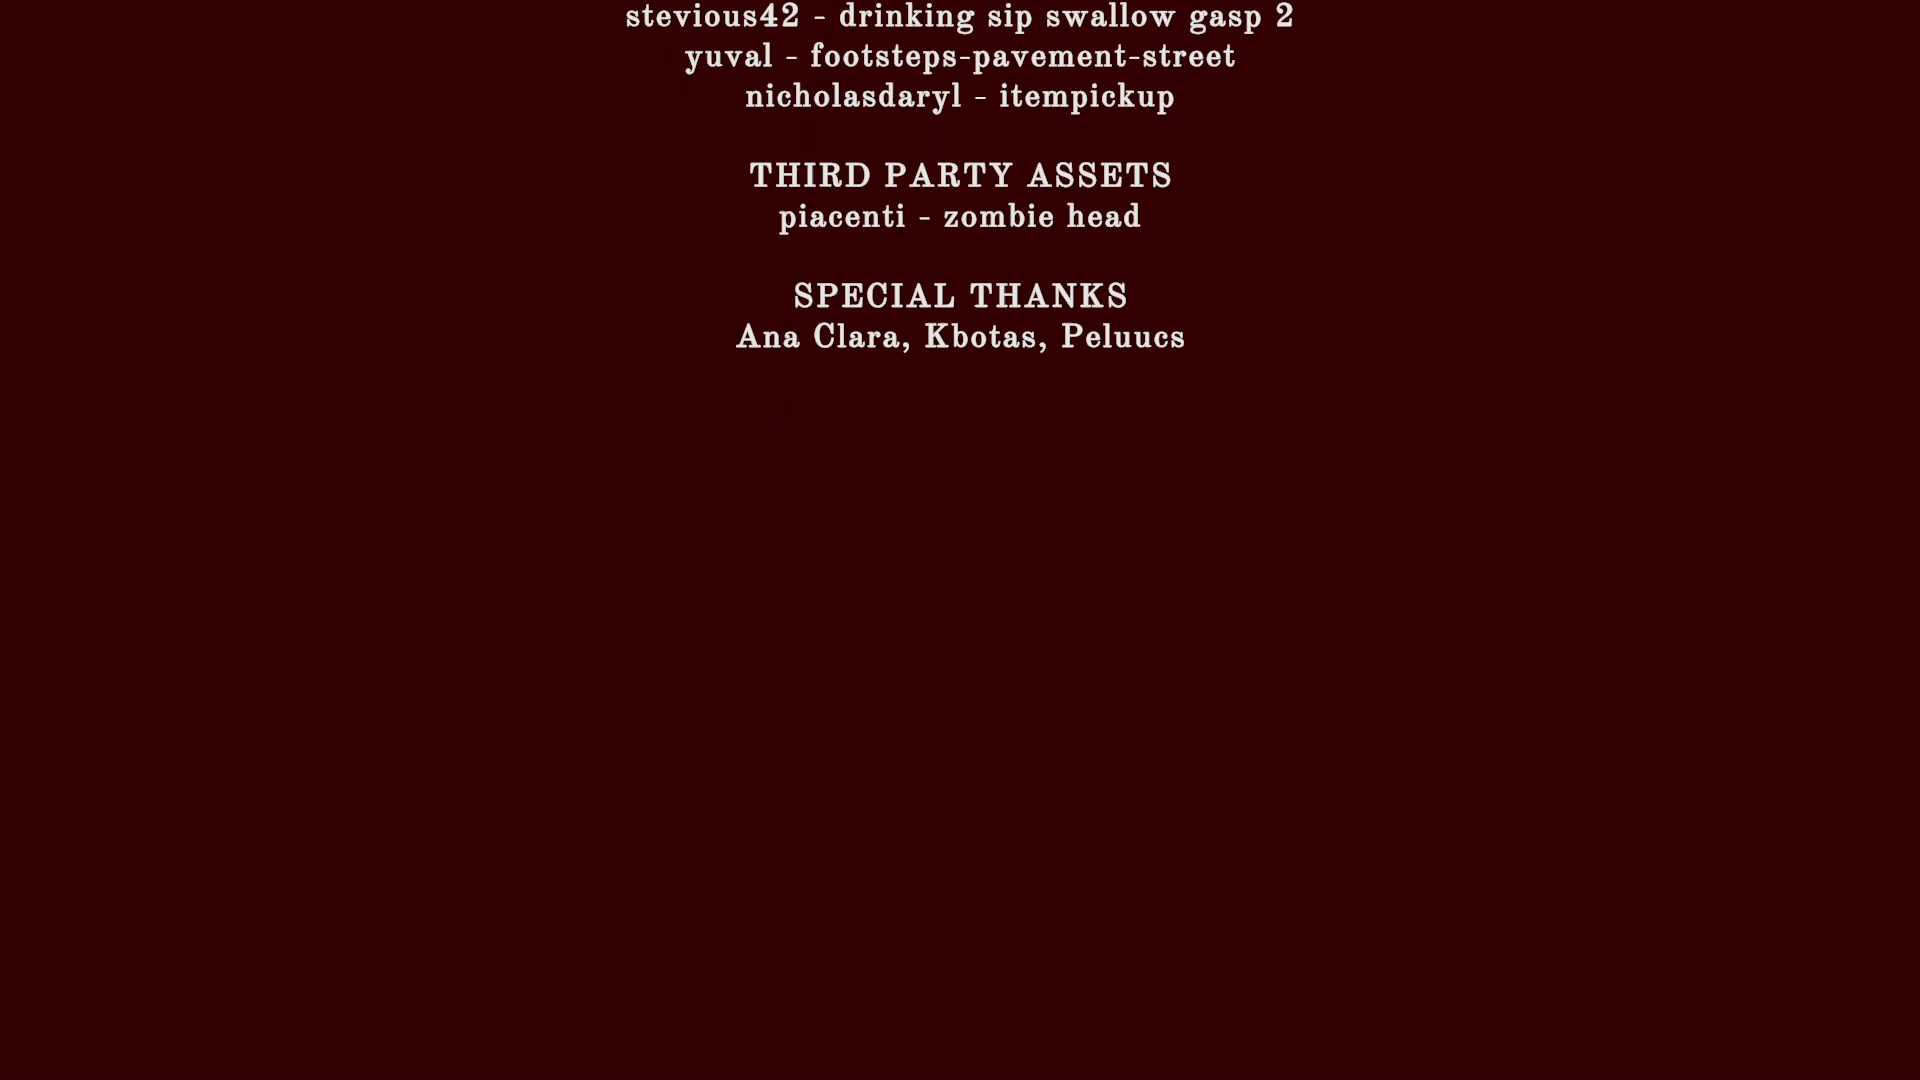 stevious42 - drinking sip swallow gasp 2
yuval - footsteps-pavement-street
nicholasdaryl - itempickup
THIRD PARTY ASSETS
piacenti - zombie head
SPECIAL THANKS
Ana Clara, Kbotas, Peluucs